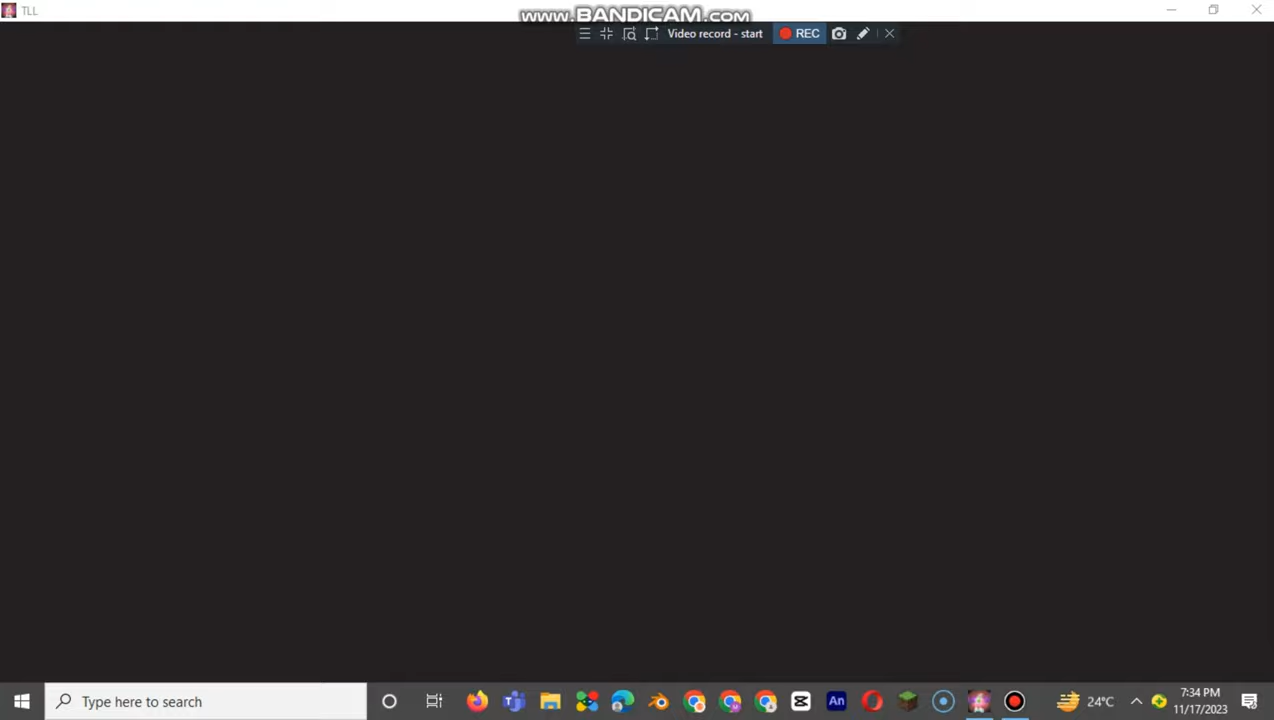 TLL
www.BANDICAM.com
Video record - start
REC
Type here to search
An
24°C
7:34 PM
11/17/2023